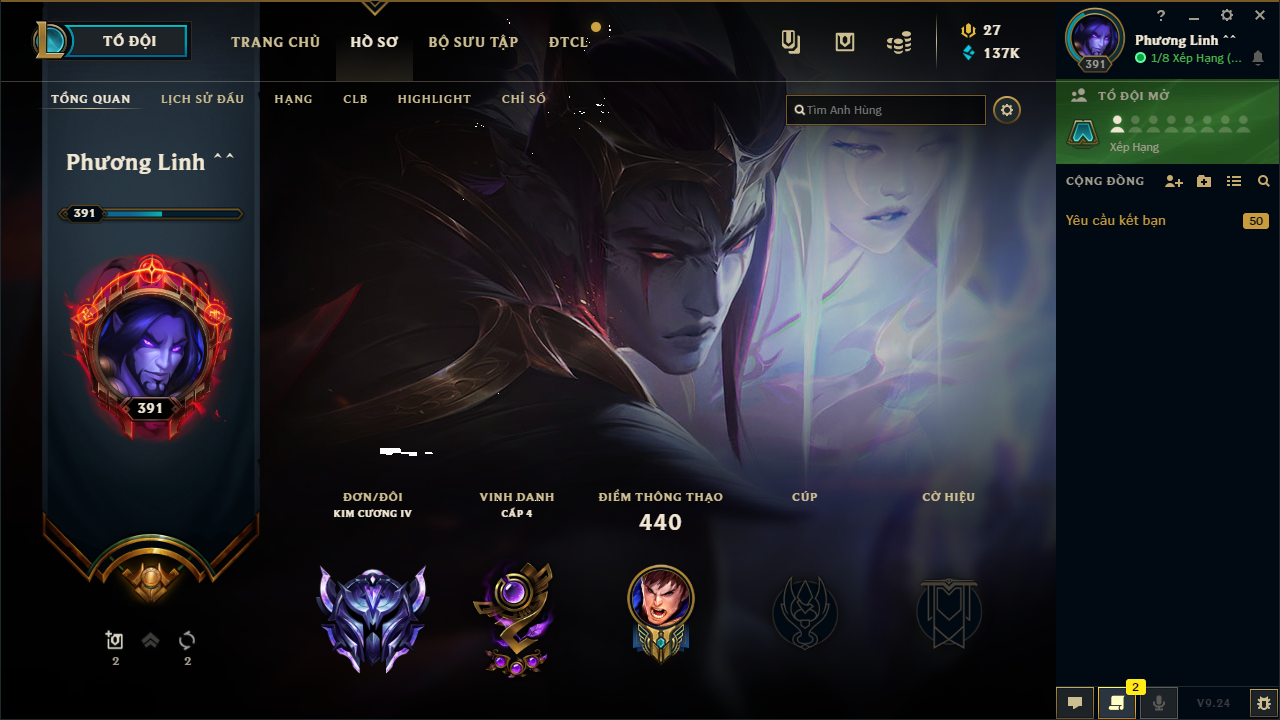 TỔ ĐỘI
TRANG CHỦ
HỒ SƠ
BỘ SƯU TẬP
ĐTCL
27
137K
?
Phương Linh ^^
391
1/8 Xếp Hạng (...
TỔNG QUAN
LỊCH SỬ ĐẤU
HẠNG
CLB
HIGHLIGHT
CHỈ SỐ
Tìm Anh Hùng
TỔ ĐỘI MỞ
Xếp Hạng
CỘNG ĐỒNG
Yêu cầu kết bạn
50
Phương Linh ^^
391
391
2
2
ĐƠN/ĐÔI
KIM CƯƠNG IV
VINH DANH
CẤP 4
ĐIỂM THÔNG THẠO
440
CÚP
CỜ HIỆU
2
V9.24